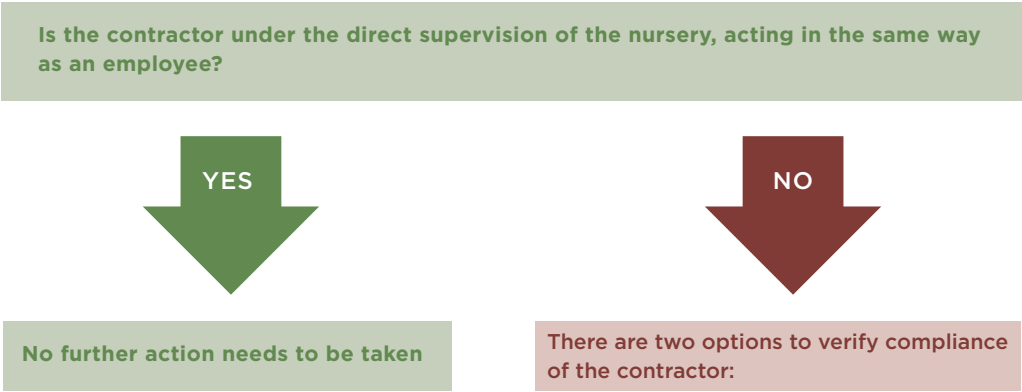 Is the contractor under the direct supervision of the nursery, acting in the same way
as an employee?
YES
NO
No further action needs to be taken
There are two options to verify compliance
of the contractor: